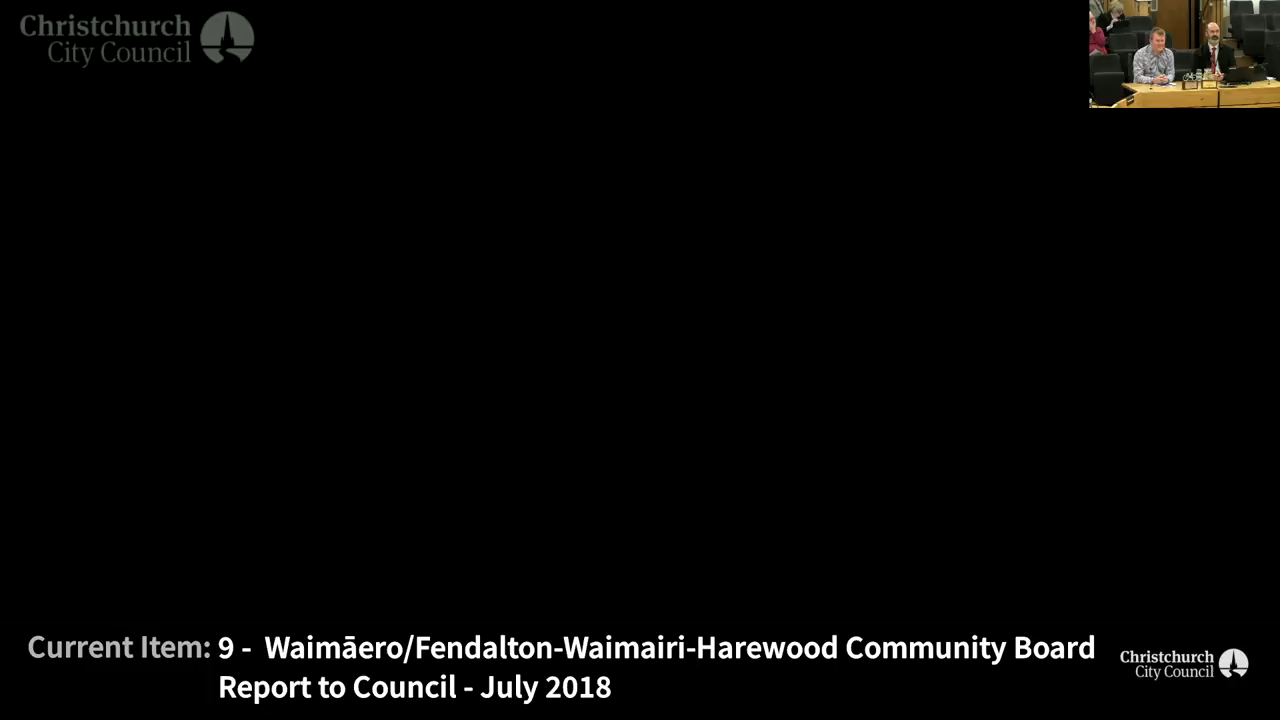 Christchurch
City Council
Current Item: 9 - Waimāero/Fendalton-Waimairi-Harewood Community Board
Report to Council - July 2018
Christchurch
City Council